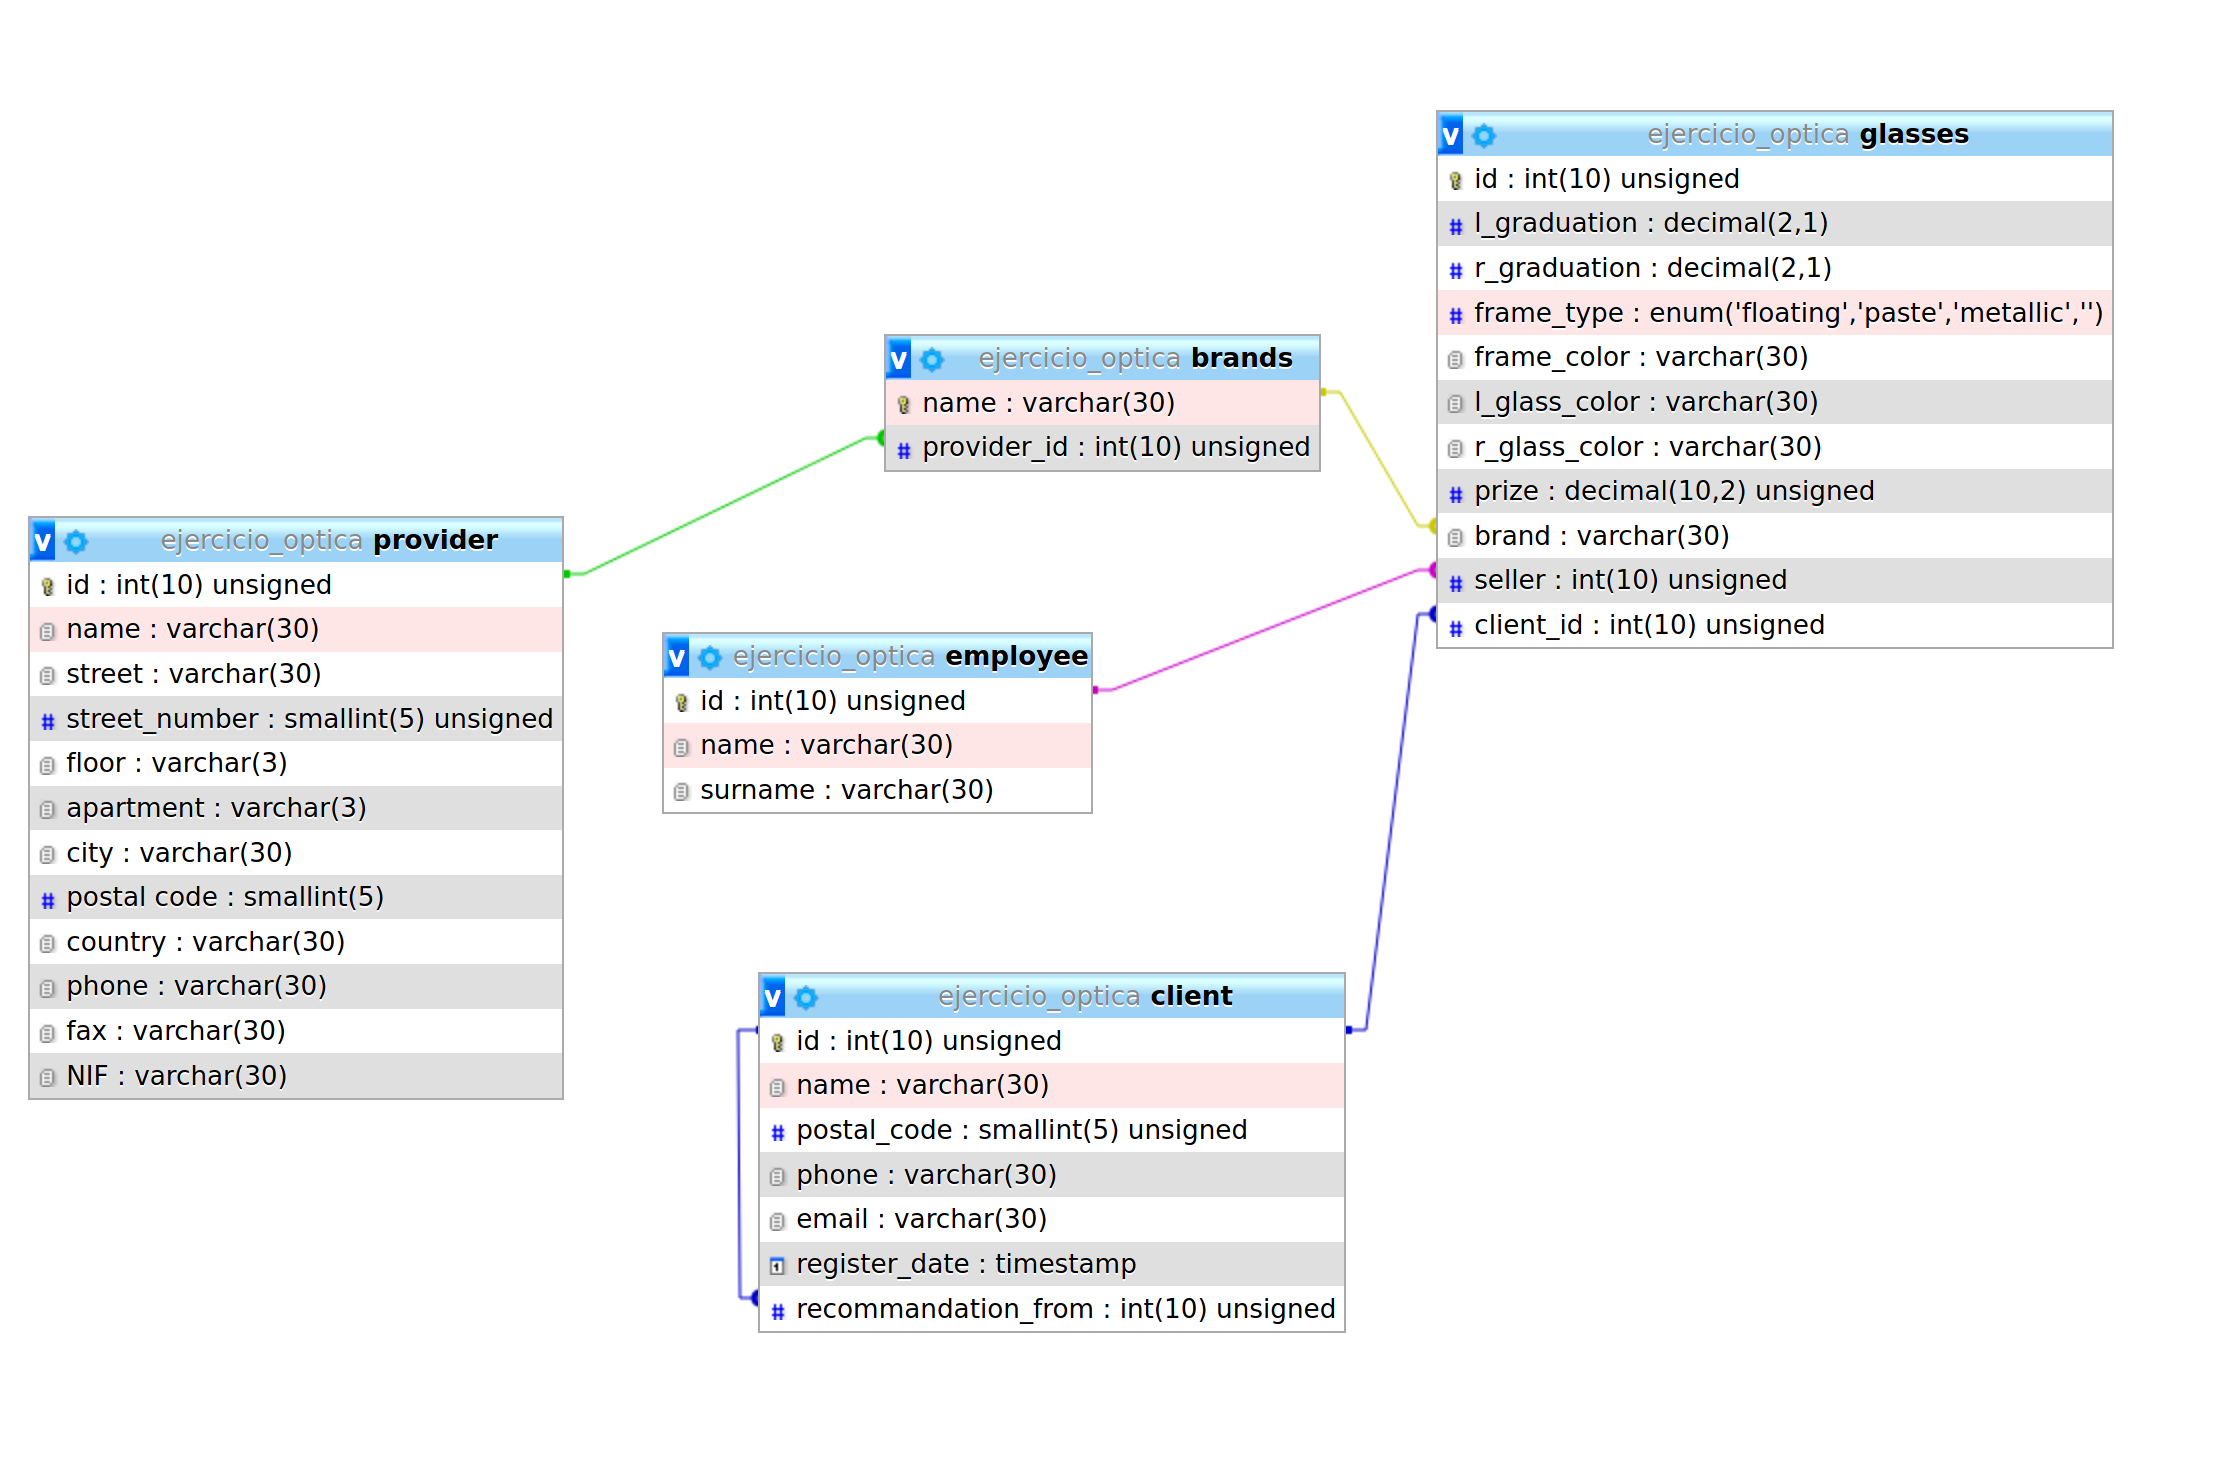 v ejercicio_optica glasses
id : int(10) unsigned
l_graduation : decimal(2,1)
r_graduation : decimal(2,1)
frame_type : enum('floating','paste','metallic','')
frame_color : varchar(30)
l_glass_color : varchar(30)
r_glass_color : varchar(30)
prize : decimal(10,2) unsigned
brand : varchar(30)
seller : int(10) unsigned
client_id : int(10) unsigned
v ejercicio_optica brands
name : varchar(30)
provider_id : int(10) unsigned
v ejercicio_optica provider
id : int(10) unsigned
name : varchar(30)
street : varchar(30)
street_number : smallint(5) unsigned
floor : varchar(3)
apartment : varchar(3)
city : varchar(30)
postal code : smallint(5)
country : varchar(30)
phone : varchar(30)
fax : varchar(30)
NIF : varchar(30)
v ejercicio_optica employee
id : int(10) unsigned
name : varchar(30)
surname : varchar(30)
v ejercicio_optica client
id : int(10) unsigned
name : varchar(30)
postal_code : smallint(5) unsigned
phone : varchar(30)
email : varchar(30)
register_date : timestamp
recommandation_from : int(10) unsigned